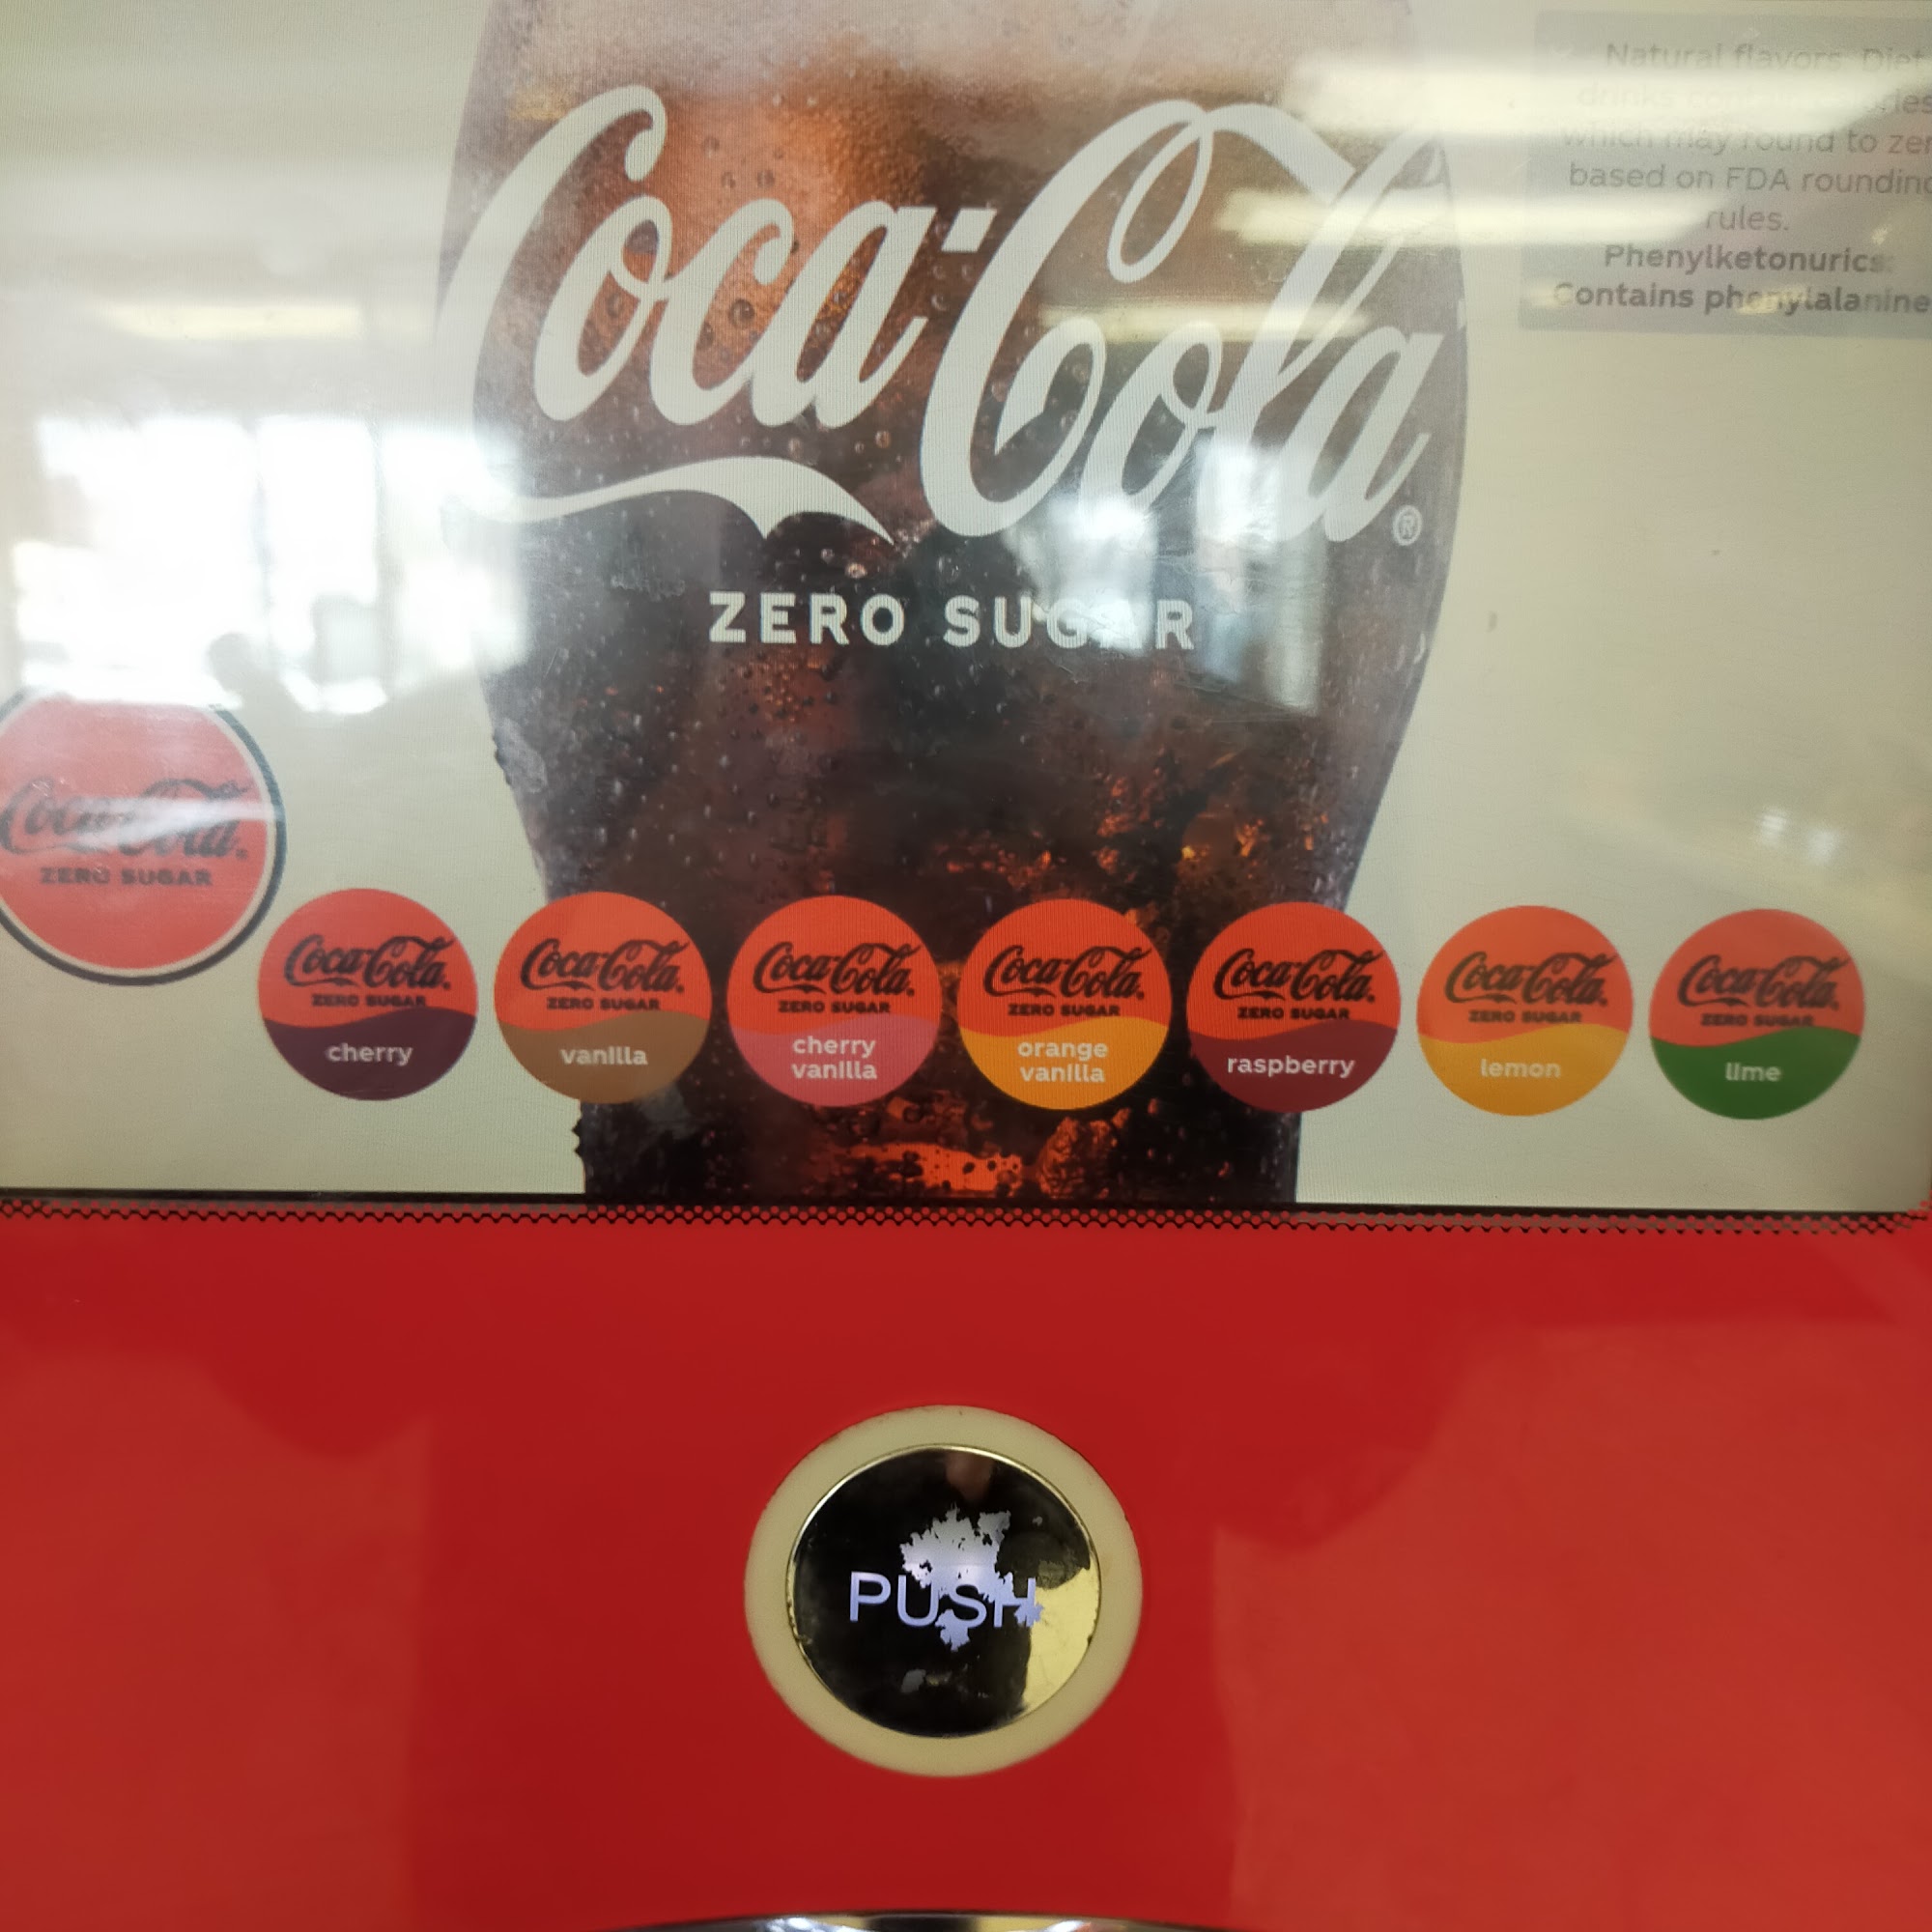 Natural flavors. Diet
drinks contain
which may round to
based on FDA rounding
rules.
Phenylketonurics:
Contains phenylalanine
Coca-Cola®
ZERO SUGAR
Coca-Cola®
ZERO SUGAR
Coca-Cola®
ZERO SUGAR
cherry
Coca-Cola®
ZERO SUGAR
vanilla
Coca-Cola®
ZERO SUGAR
cherry
vanilla
Coca-Cola®
ZERO SUGAR
orange
vanilla
Coca-Cola®
ZERO SUGAR
raspberry
Coca-Cola®
ZERO SUGAR
lemon
Coca-Cola®
ZERO SUGAR
lime
PUSH